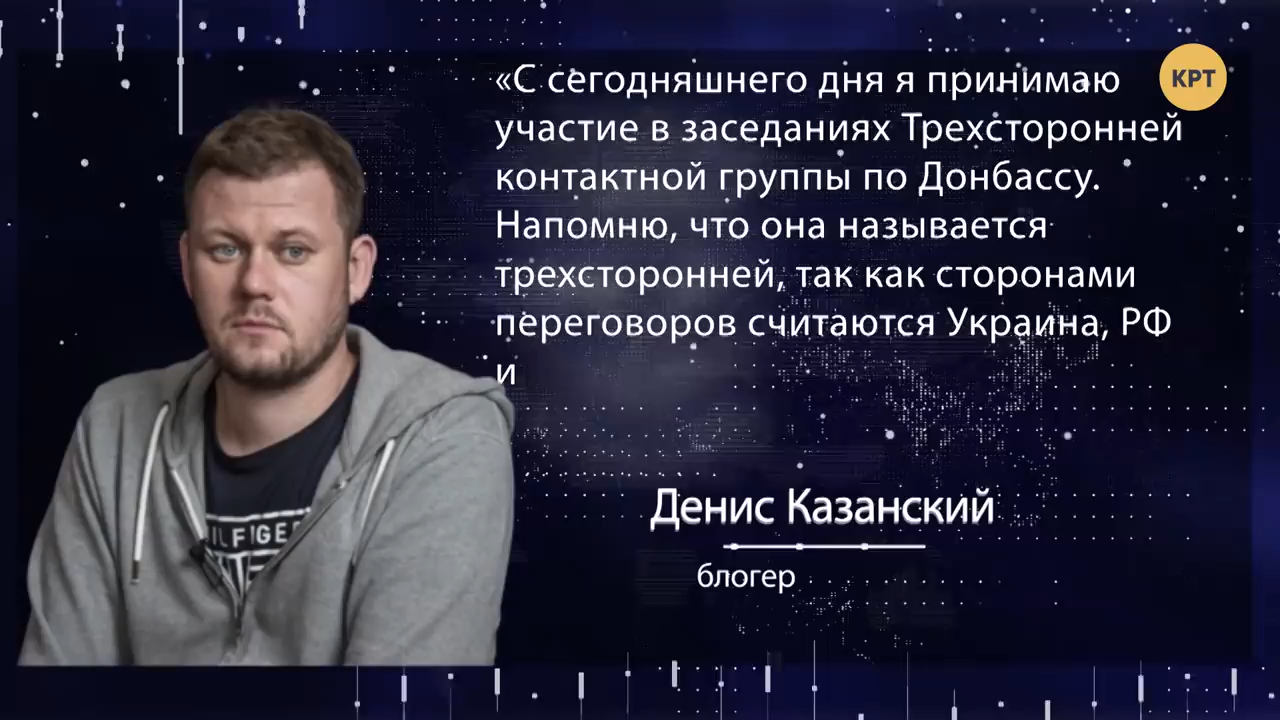 «С сегодняшнего дня я принимаю
участие в заседаниях Трехсторонней
контактной группы по Донбассу.
Напомню, что она называется
трехсторонней, так как сторонами
переговоров считаются Украина, РФ
и
КРТ
Денис Казанский
блогер
ILFIGE